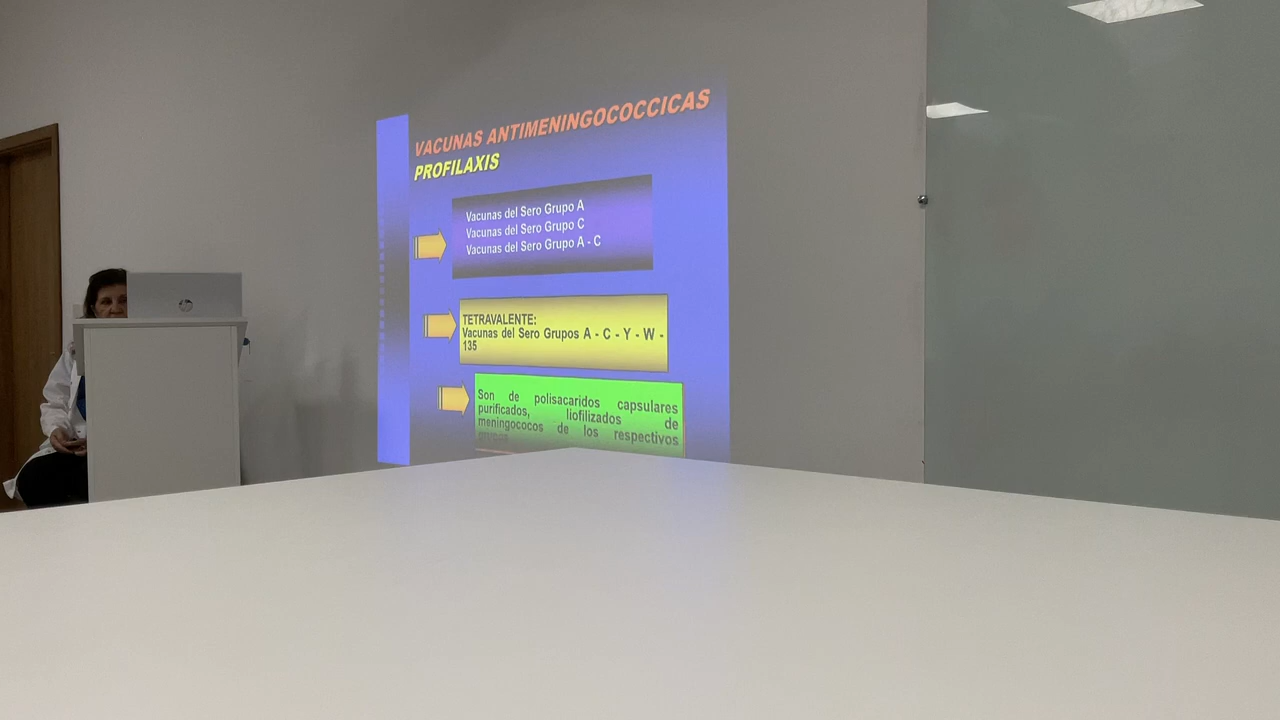 VACUNAS ANTIMENINGOCOCCICAS
PROFILAXIS
Vacunas del Sero Grupo A
Vacunas del Sero Grupo C
Vacunas del Sero Grupo A - C
TETRAVALENTE:
Vacunas del Sero Grupos A - C - Y - W -
135
Son de polisacaridos capsulares
purificados, liofilizados de
meningococos de los respectivos